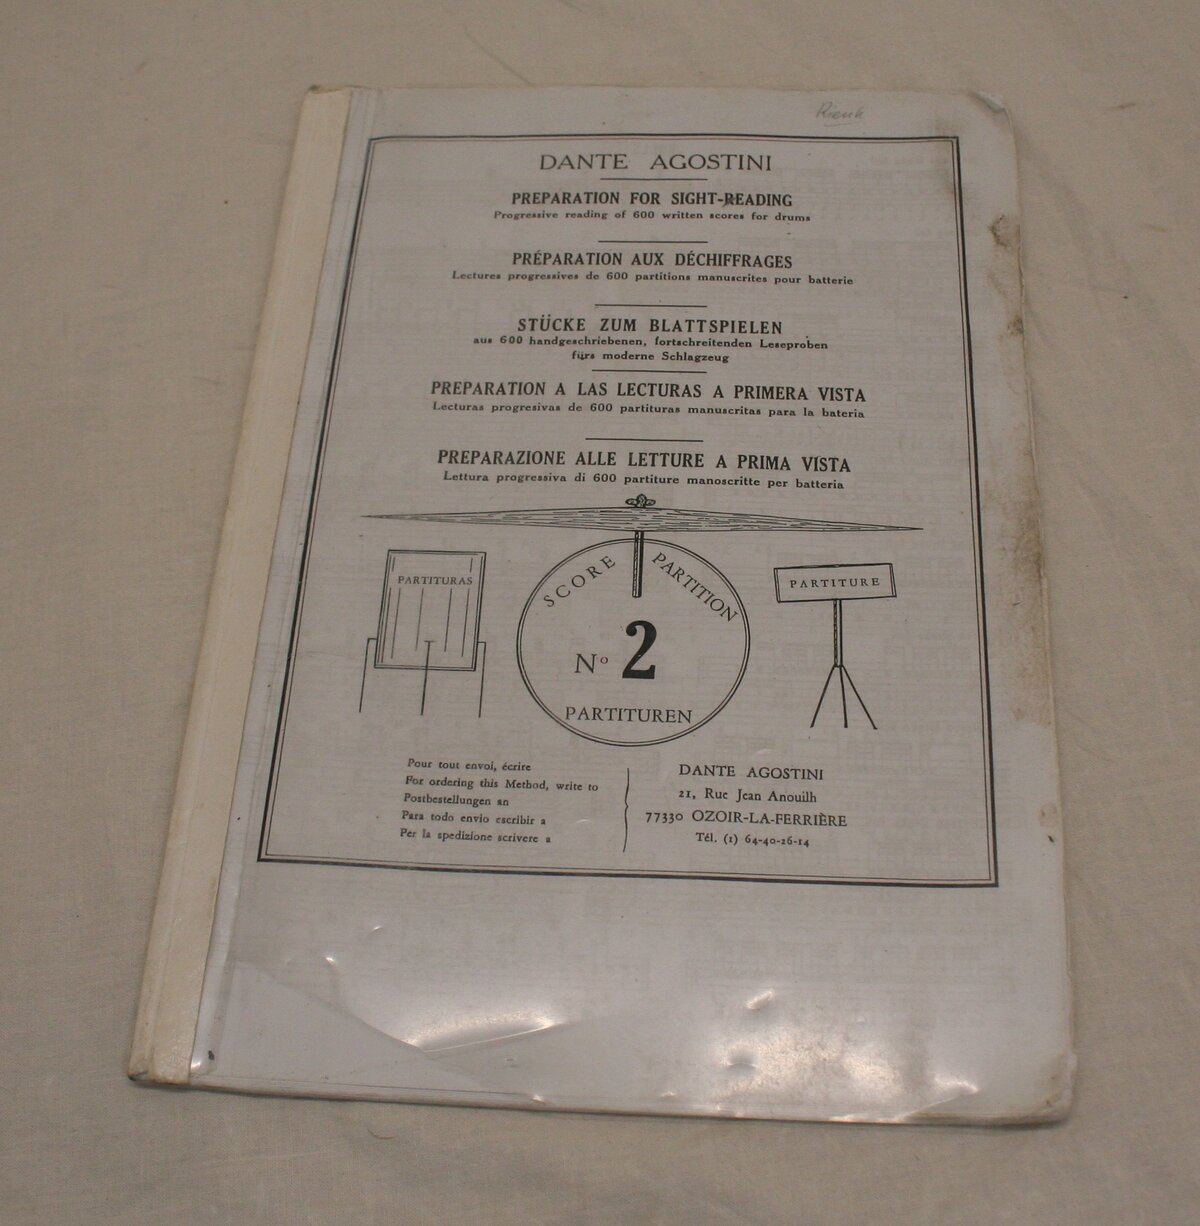 DANTE AGOSTINI
PREPARATION FOR SIGHT-READING
Progressive reading of 600 written scores for drums
PRÉPARATION AUX DÉCHIFFRAGES
Lectures progressives de 600 partitions manuscrites pour batterie
STÜCKE ZUM BLATTSPIELEN
aus 600 handgeschriebenen, fortschreitenden Leseproben
fürs moderne Schlagzeug
PREPARATION A LAS LECTURAS A PRIMERA VISTA
Lecturas progresivas de 600 partituras manuscritas para la bateria
PREPARAZIONE ALLE LETTURE A PRIMA VISTA
Lettura progressiva di 600 partiture manoscritte per batteria
PARTITURAS
SCORE PARTITION
PARTITURE
Nº 2
PARTITUREN
Pour tout envoi, écrire
For ordering this Method, write to
Postbestellungen an
Para todo envio escribir a
Per la spedizione scrivere a
DANTE AGOSTINI
21, Rue Jean Anouilh
77330 OZOIR-LA-FERRIÈRE
Tél. (1) 64-40-26-14